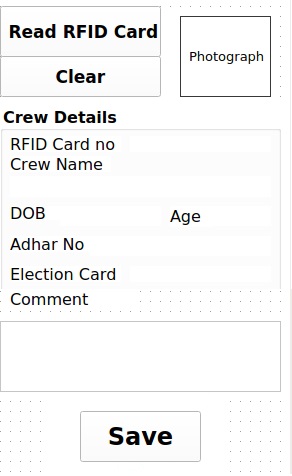 Read RFID Card
Photograph
Clear
Crew Details
RFID Card no
Crew Name
DOB
Age
Adhar No
Election Card
Comment
Save